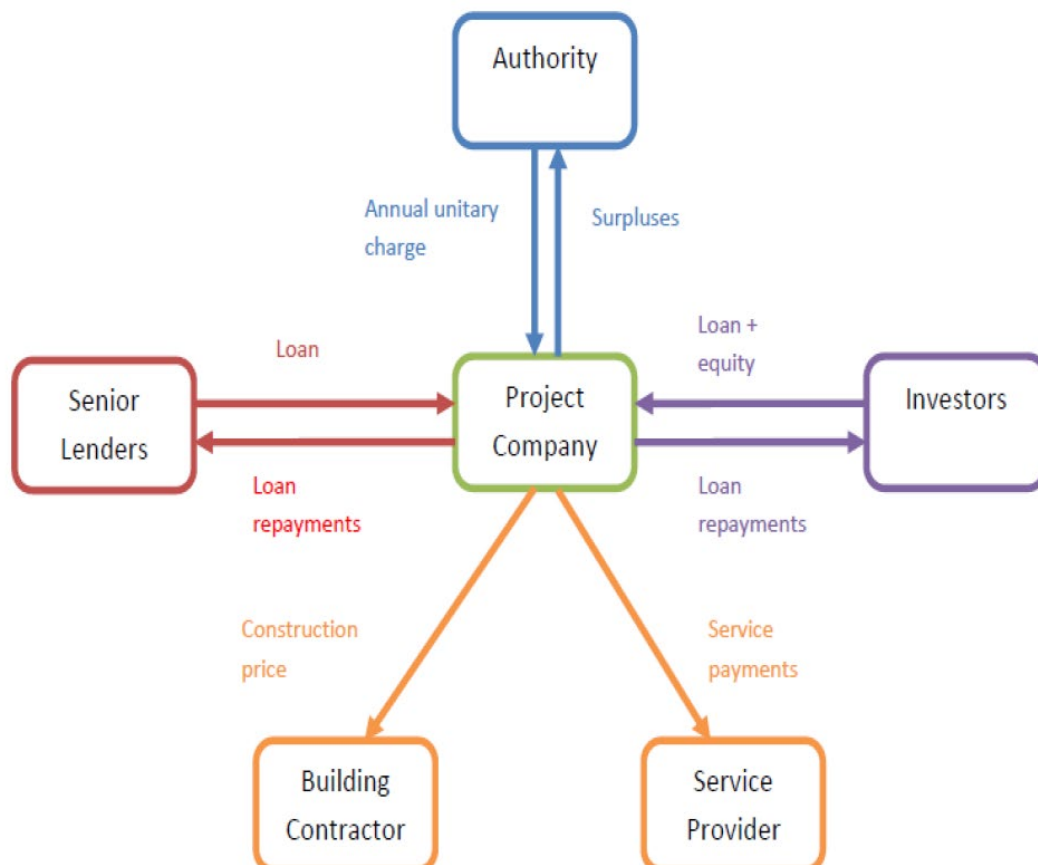 Authority
Annual unitary
charge
Surpluses
Loan
Loan +
equity
Senior
Lenders
Project
Company
Investors
Loan
repayments
Loan
repayments
Construction
price
Service
payments
Building
Contractor
Service
Provider